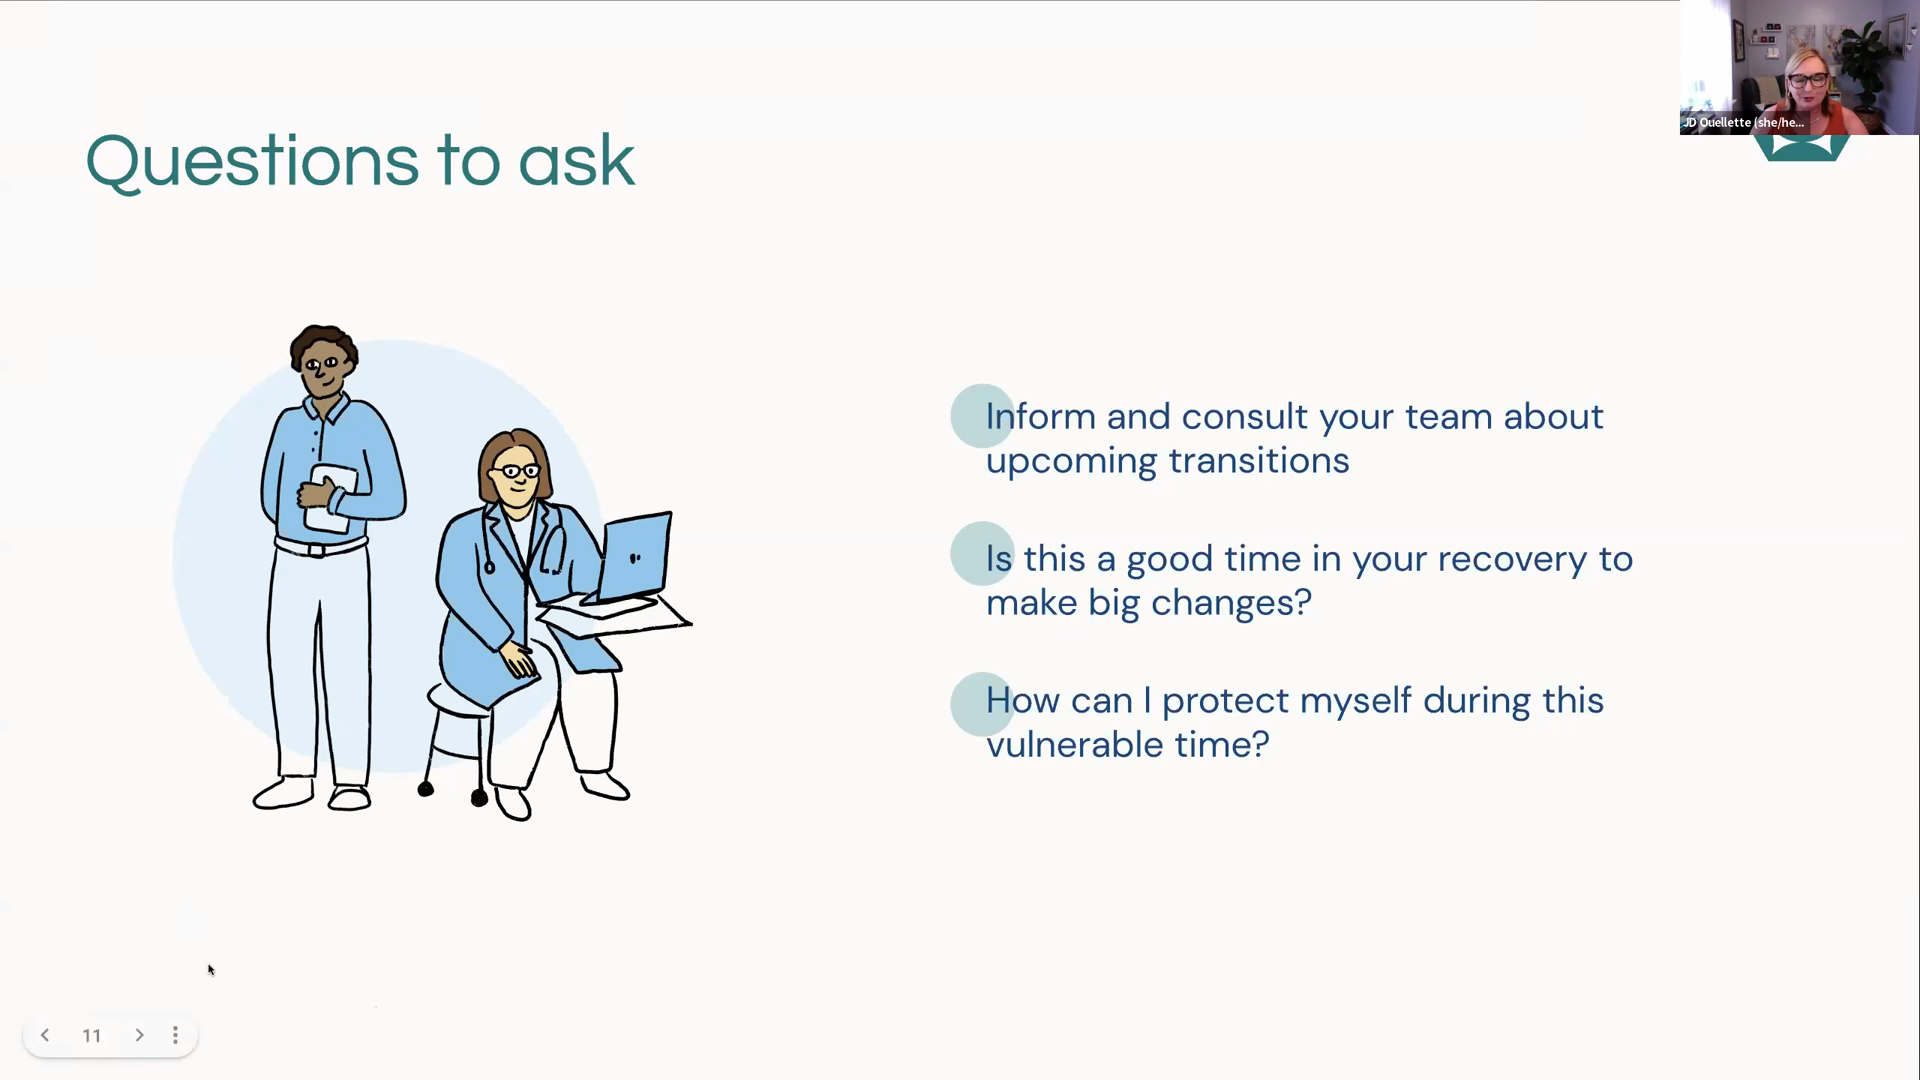 JD Ouellette (she/he...
Questions to ask
Inform and consult your team about
upcoming transitions
Is this a good time in your recovery to
make big changes?
How can I protect myself during this
vulnerable time?
11